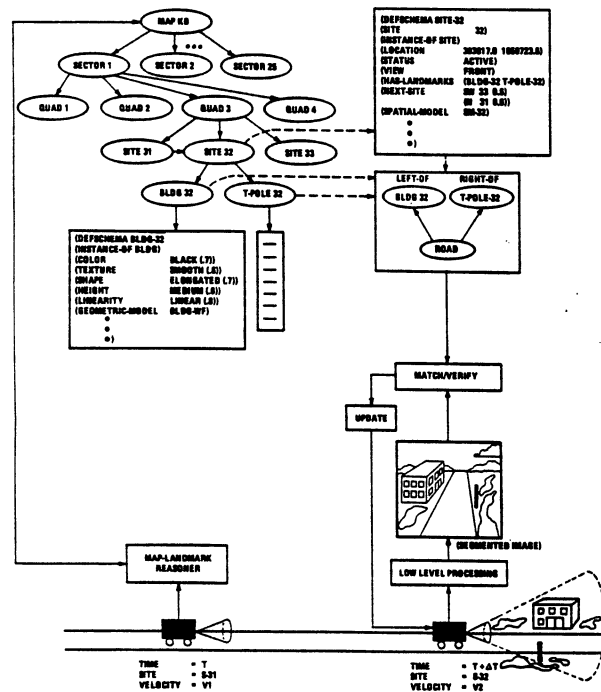 MAP KB
SECTOR 1
SECTOR 2
SECTOR 25
QUAD 1
QUAD 2
QUAD 3
QUAD 4
SITE 31
SITE 32
SITE 33
BLDG 32
T-POLE 32
(DEFSCHEMA SITE-32
(SITE 32)
(INSTANCE-OF SITE)
(LOCATION
(STATUS ACTIVE)
(VIEW FRONT)
(HAS-LANDMARKS (BLDG-32 T-POLE-32)
(NEXT-SITE
(SPATIAL-MODEL SM-32)
)
LEFT-OF RIGHT-OF
BLDG 32 T-POLE-32
ROAD
(DEFSCHEMA BLDG-32
(INSTANCE-OF BLDG)
(COLOR BLACK (.7))
(TEXTURE SMOOTH
(SHAPE ELONGATED (.7))
(HEIGHT MEDIUM
(LINEARITY LINEAR
(GEOMETRIC-MODEL BLDG-WF)
)
MATCH/VERIFY
UPDATE
(SEGMENTED IMAGE)
LOW LEVEL PROCESSING
MAP-LANDMARK
REASONER
TIME = T
SITE = S-31
VELOCITY = V1
TIME = T + ΔT
SITE = S-32
VELOCITY = V2